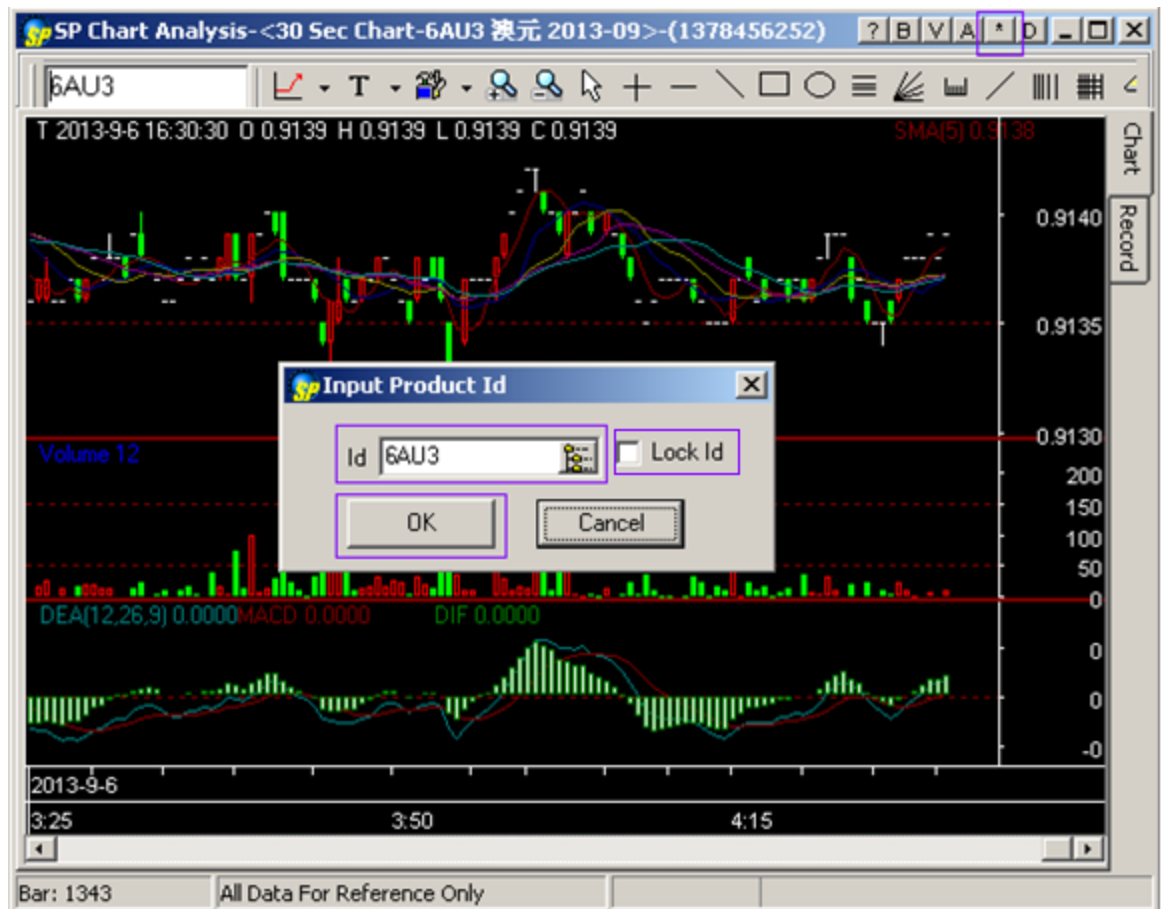 SP SP Chart Analysis-<30 Sec Chart-6AU3 澳元 2013-09>-(1378456252) ? B V A * D
6AU3 T
T 2013-9-6 16:30:30 O 0.9139 H 0.9139 L 0.9139 C 0.9139 SMA(5) 0.9138
Chart
Record
0.9140
0.9135
0.9130
SP Input Product Id
Id 6AU3 Lock Id
OK Cancel
Volume 12
200
150
100
50
0
DEA(12,26,9) 0.0000 MACD 0.0000 DIF 0.0000
0
0
-0
2013-9-6
3:25 3:50 4:15
Bar: 1343 All Data For Reference Only